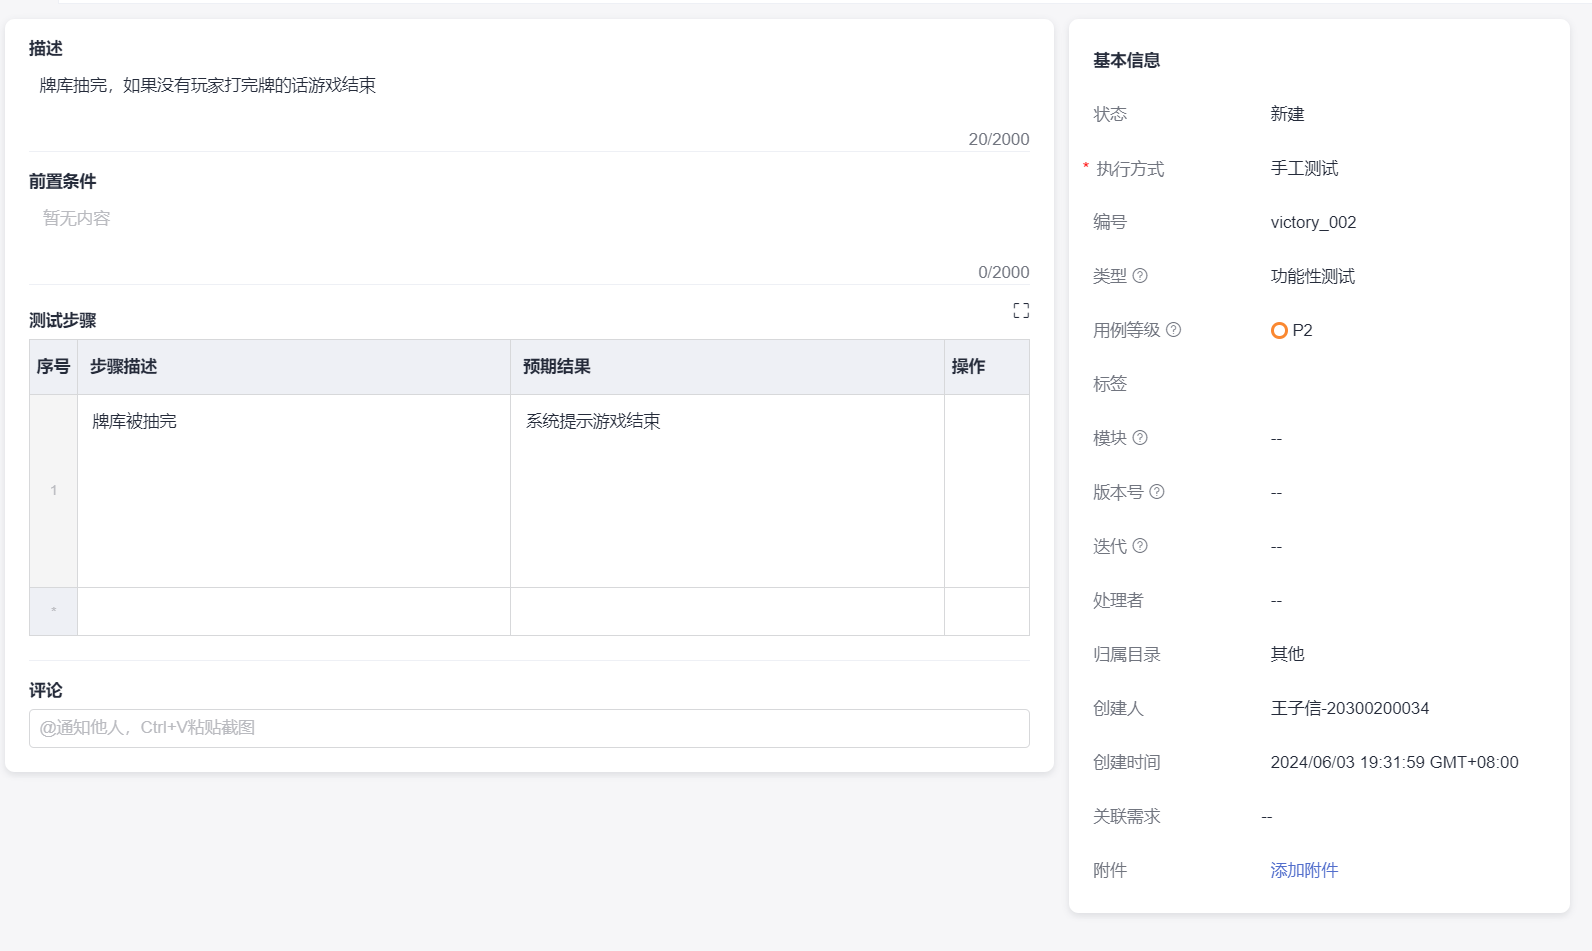 描述
牌库抽完，如果没有玩家打完牌的话游戏结束
20/2000
前置条件
暂无内容
0/2000
测试步骤
序号 步骤描述 预期结果 操作
1 牌库被抽完 系统提示游戏结束
*
评论
@通知他人，Ctrl+V粘贴截图
基本信息
状态 新建
* 执行方式 手工测试
编号 victory_002
类型 ? 功能性测试
用例等级 ? P2
标签
模块 ? --
版本号 ? --
迭代 ? --
处理者 --
归属目录 其他
创建人 王子信-20300200034
创建时间 2024/06/03 19:31:59 GMT+08:00
关联需求 --
附件 添加附件